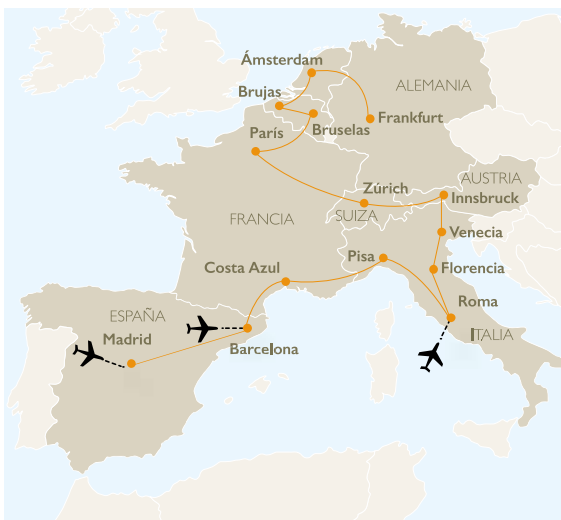 Ámsterdam
ALEMANIA
Brujas
Frankfurt
Bruselas
París
AUSTRIA
Zúrich
Innsbruck
SUIZA
FRANCIA
Venecia
Pisa
Costa Azul
Florencia
Roma
ESPAÑA
ITALIA
Madrid
Barcelona